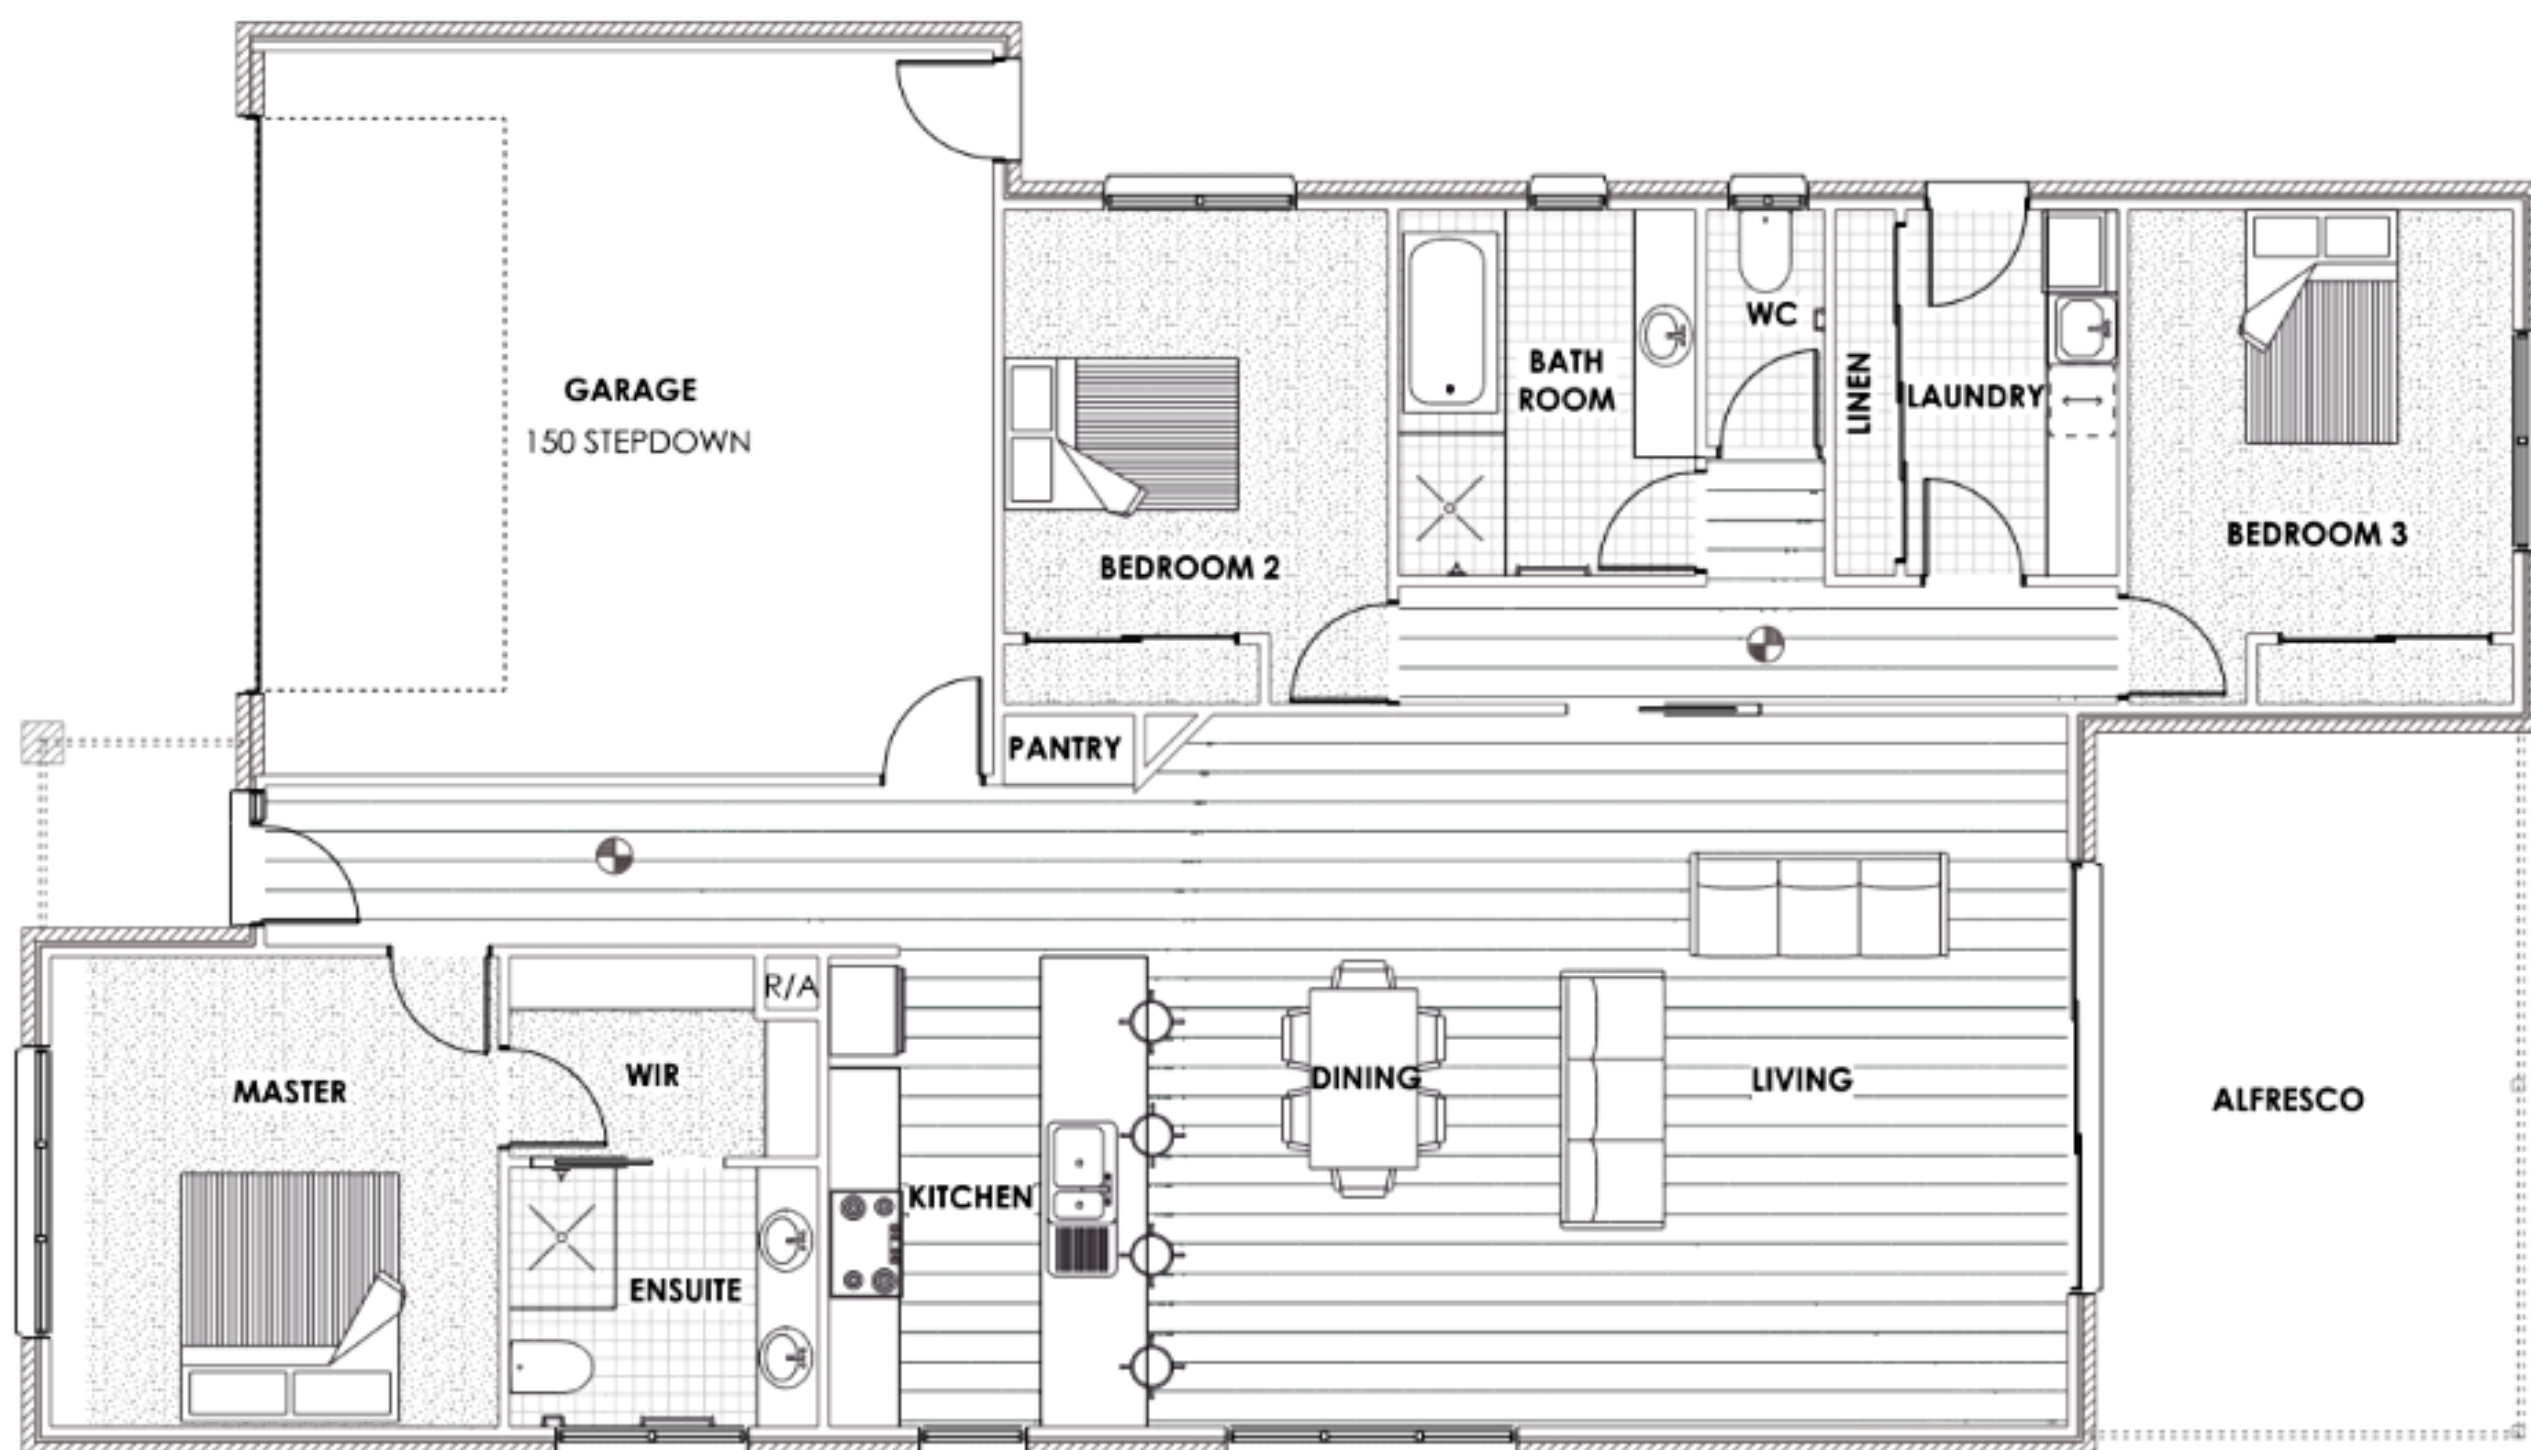 GARAGE
150 STEPDOWN
BEDROOM 2
BATH
ROOM
WC
LINEN
LAUNDRY
BEDROOM 3
PANTRY
MASTER
WIR
R/A
ENSUITE
KITCHEN
DINING
LIVING
ALFRESCO